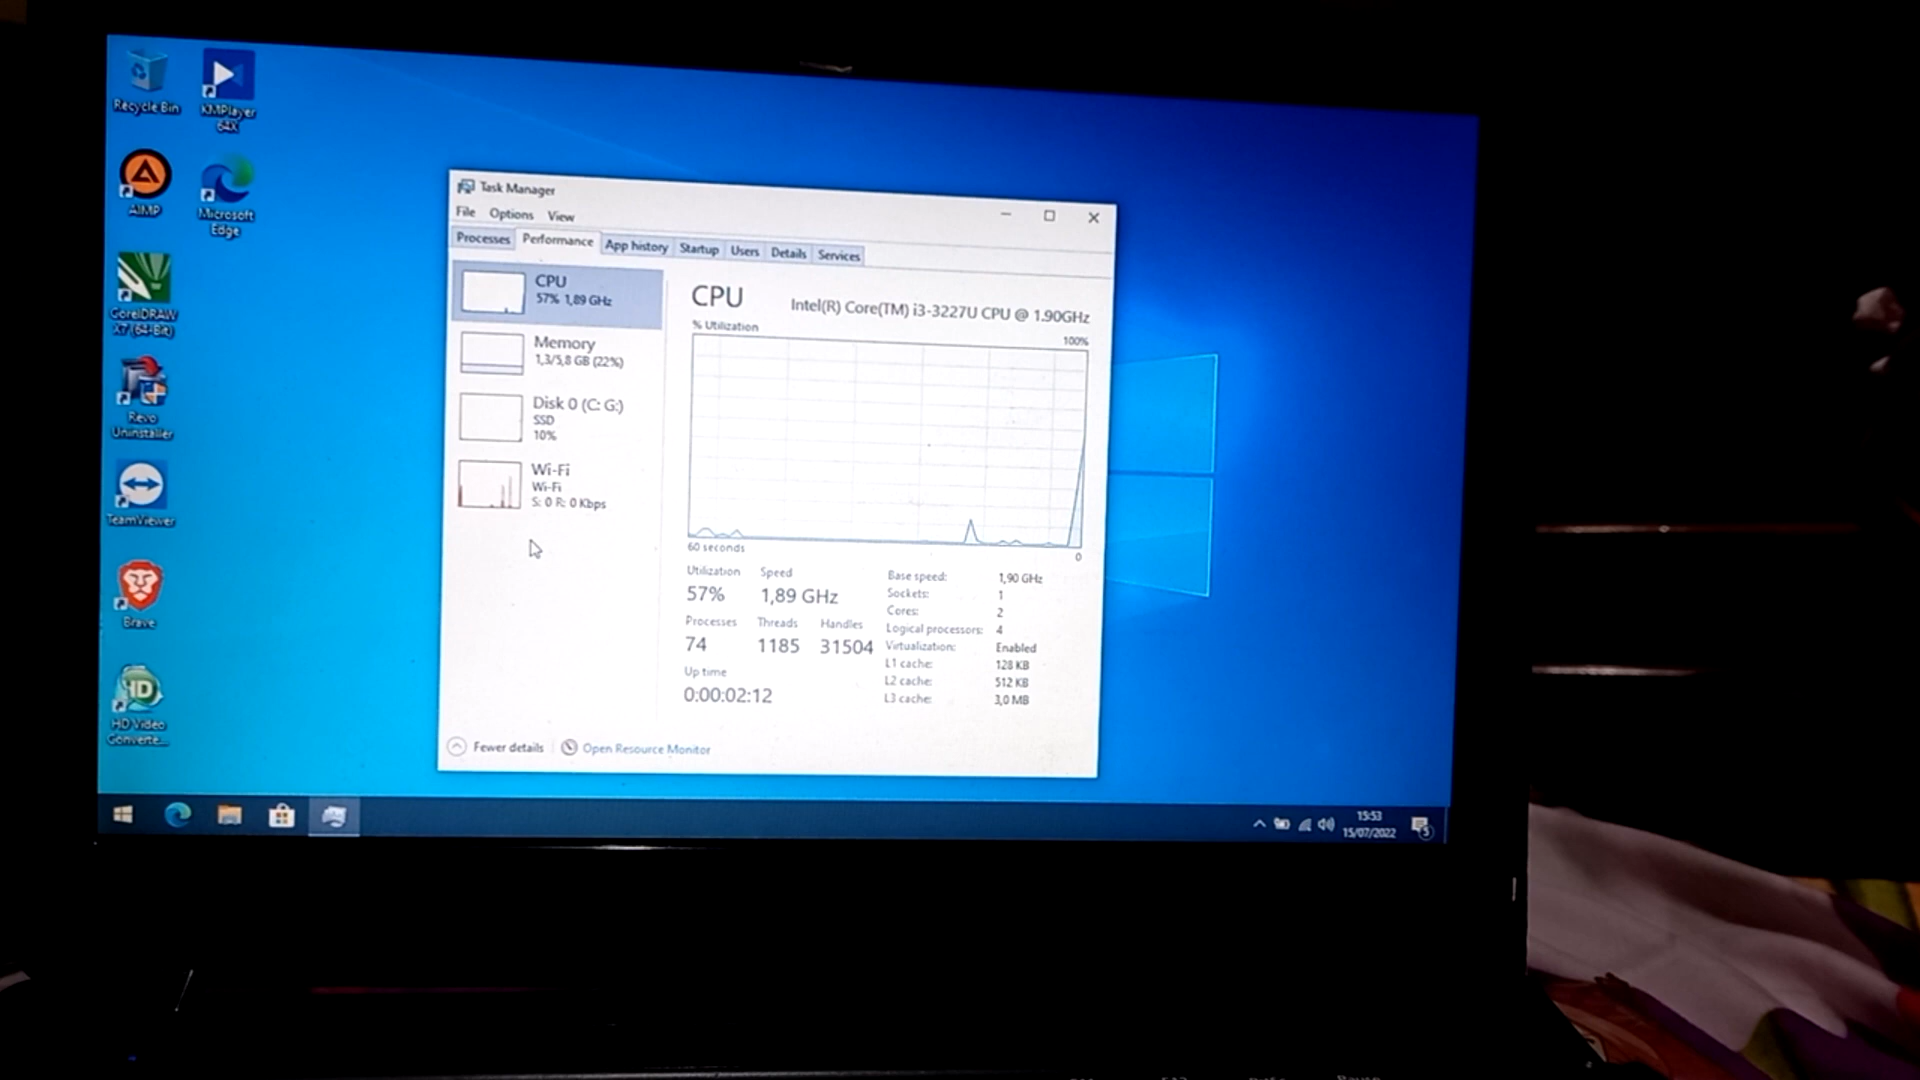 Recycle Bin
KMPlayer
64X
AIMP
Microsoft
Edge
CorelDRAW
X7 (64-Bit)
Revo
Uninstaller
TeamViewer
Brave
HD Video
Converte...
Task Manager
File Options View
Processes Performance App history Startup Users Details Services
CPU
57% 1,89 GHz
Memory
1,3/5,8 GB (22%)
Disk 0 (C: G:)
SSD
10%
Wi-Fi
Wi-Fi
S: 0 R: 0 Kbps
CPU Intel(R) Core(TM) i3-3227U CPU @ 1.90GHz
% Utilization 100%
60 seconds 0
Utilization Speed
57% 1,89 GHz
Processes Threads Handles
74 1185 31504
Up time
0:00:02:12
Base speed: 1,90 GHz
Sockets: 1
Cores: 2
Logical processors: 4
Virtualization: Enabled
L1 cache: 128 KB
L2 cache: 512 KB
L3 cache: 3,0 MB
Fewer details Open Resource Monitor
15:53
15/07/2022
5